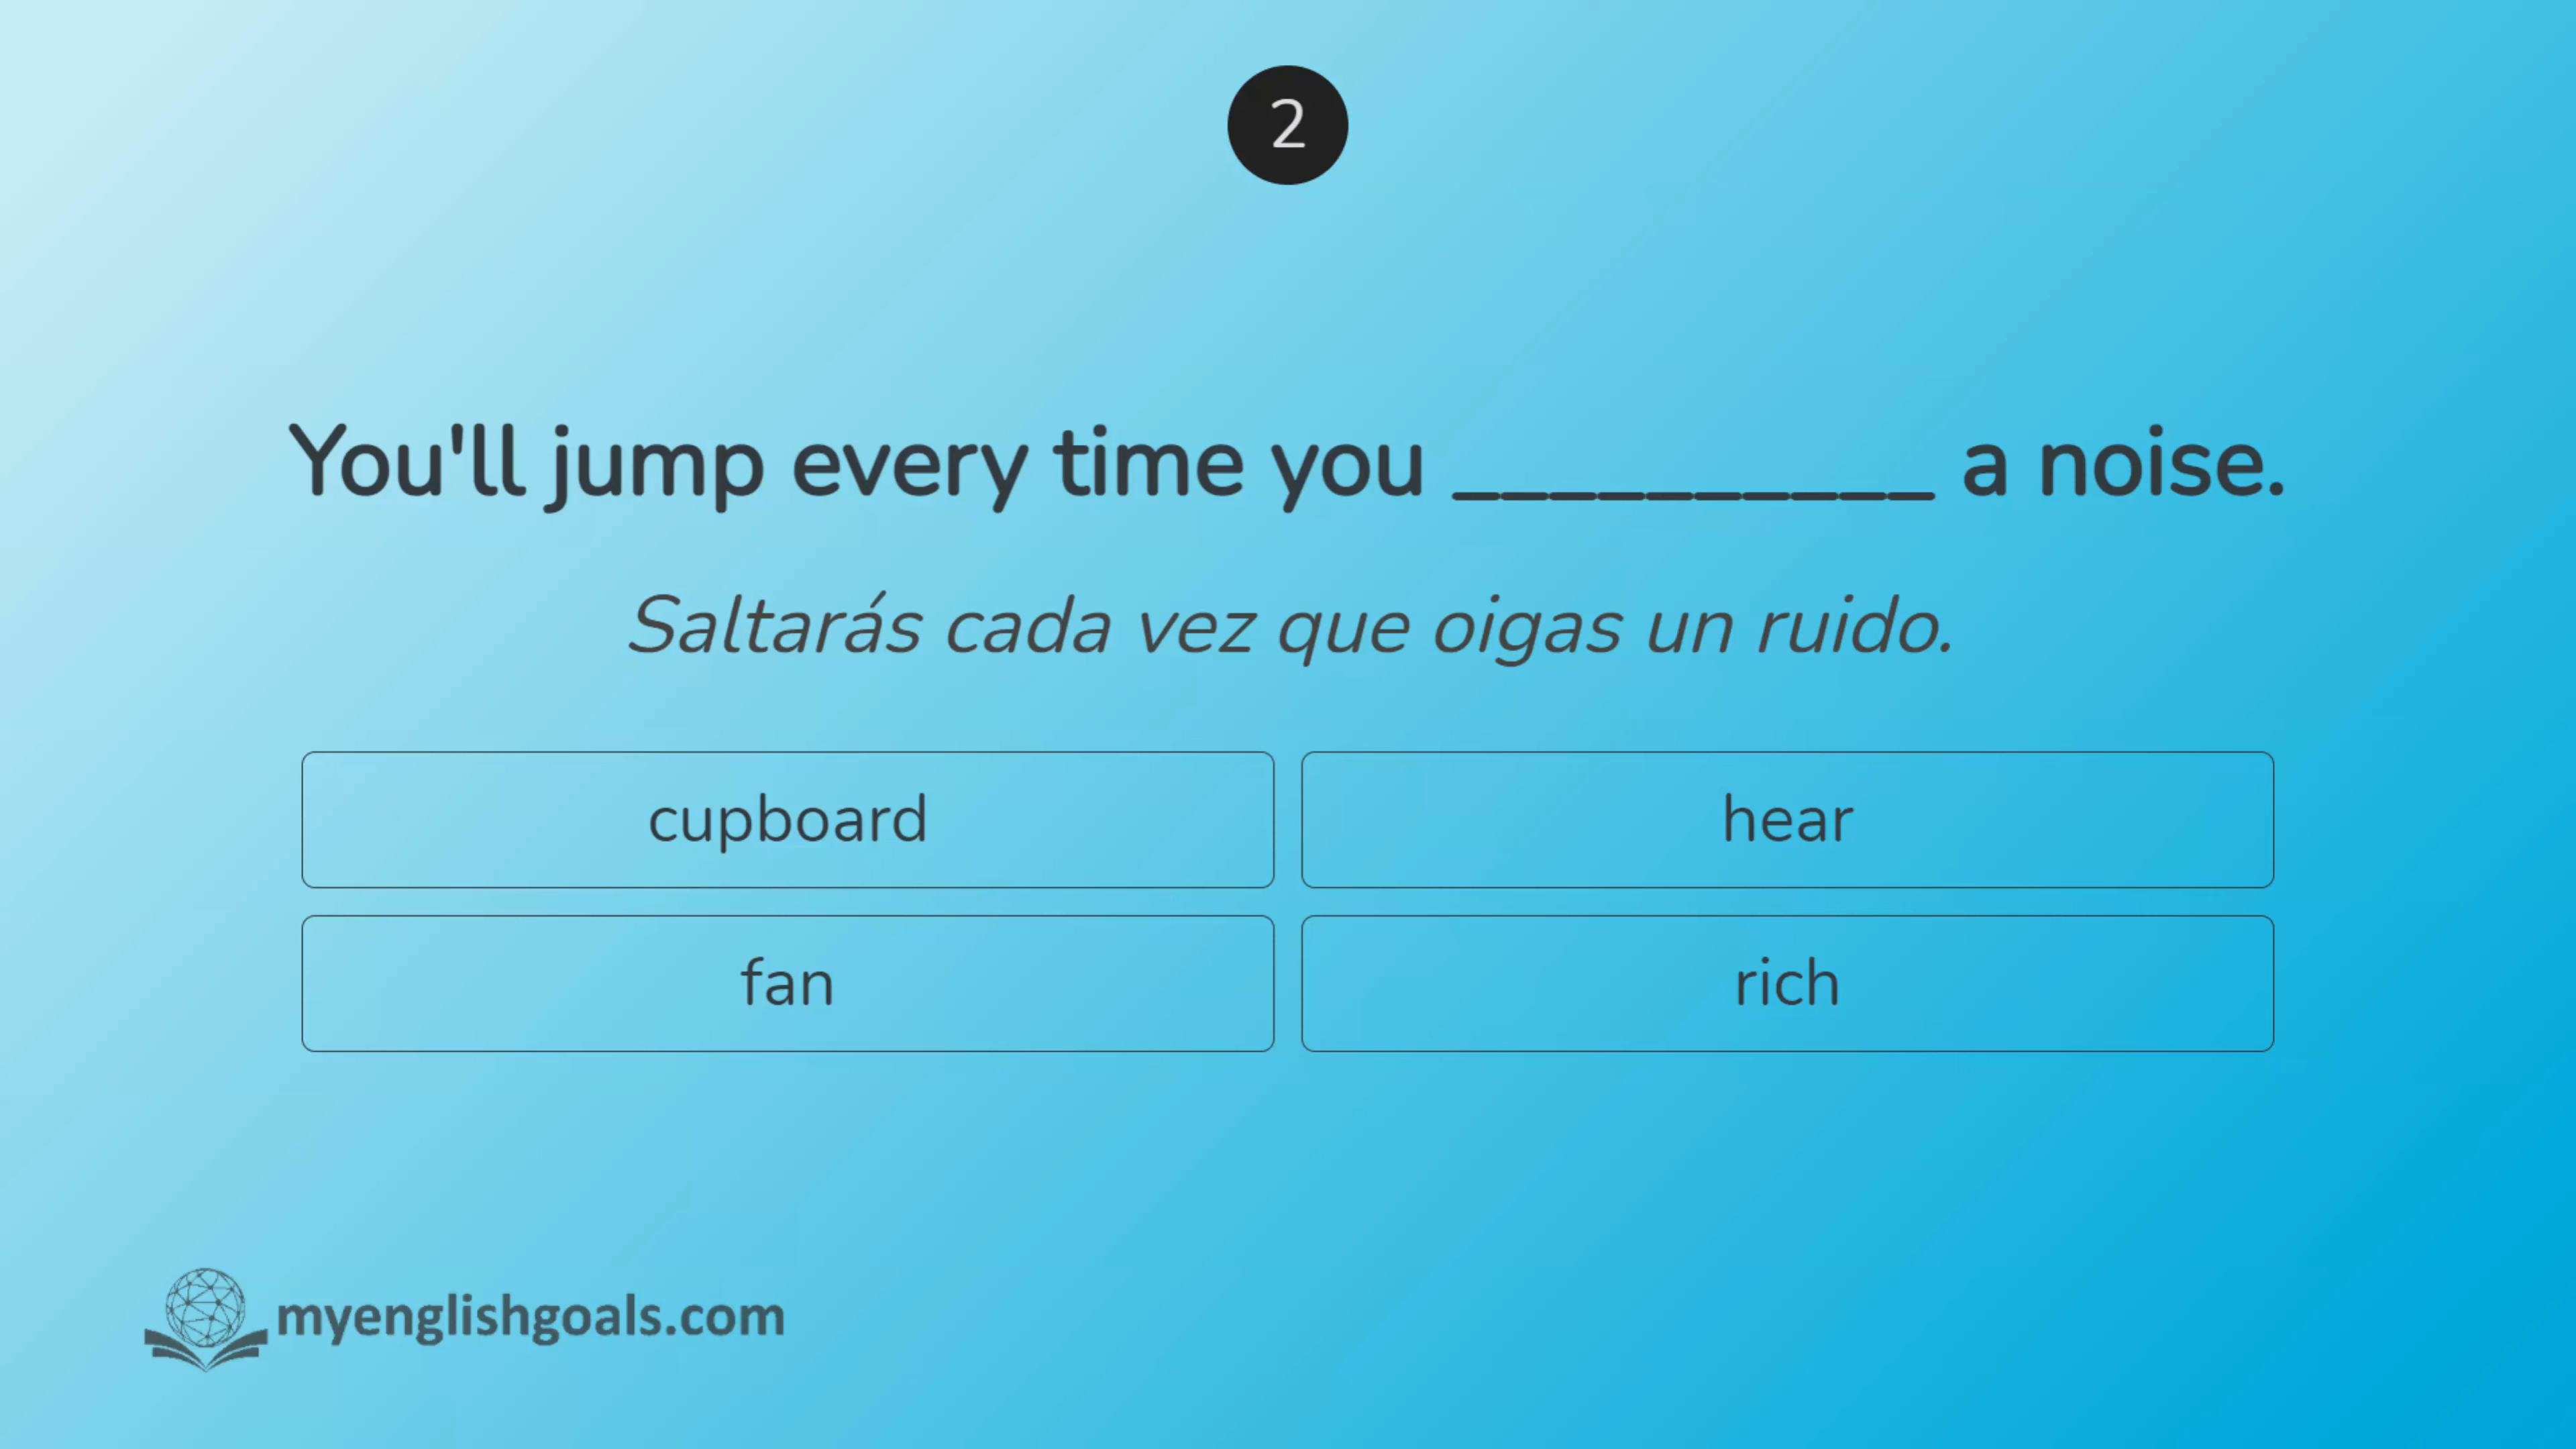 2
You'll jump every time you __________ a noise.
Saltarás cada vez que oigas un ruido.
cupboard
hear
fan
rich
myenglishgoals.com